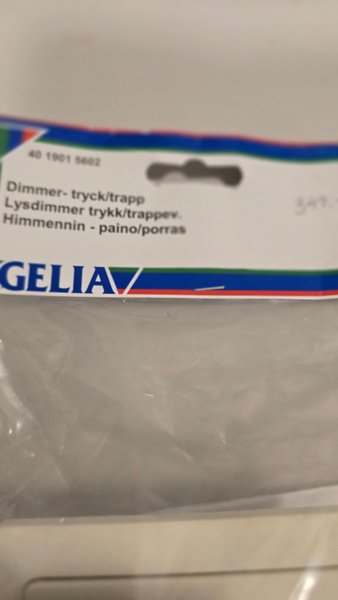 40 1901 5602
Dimmer- tryck/trapp
Lysdimmer trykk/trappev.
Himmennin - paino/porras
GELIA